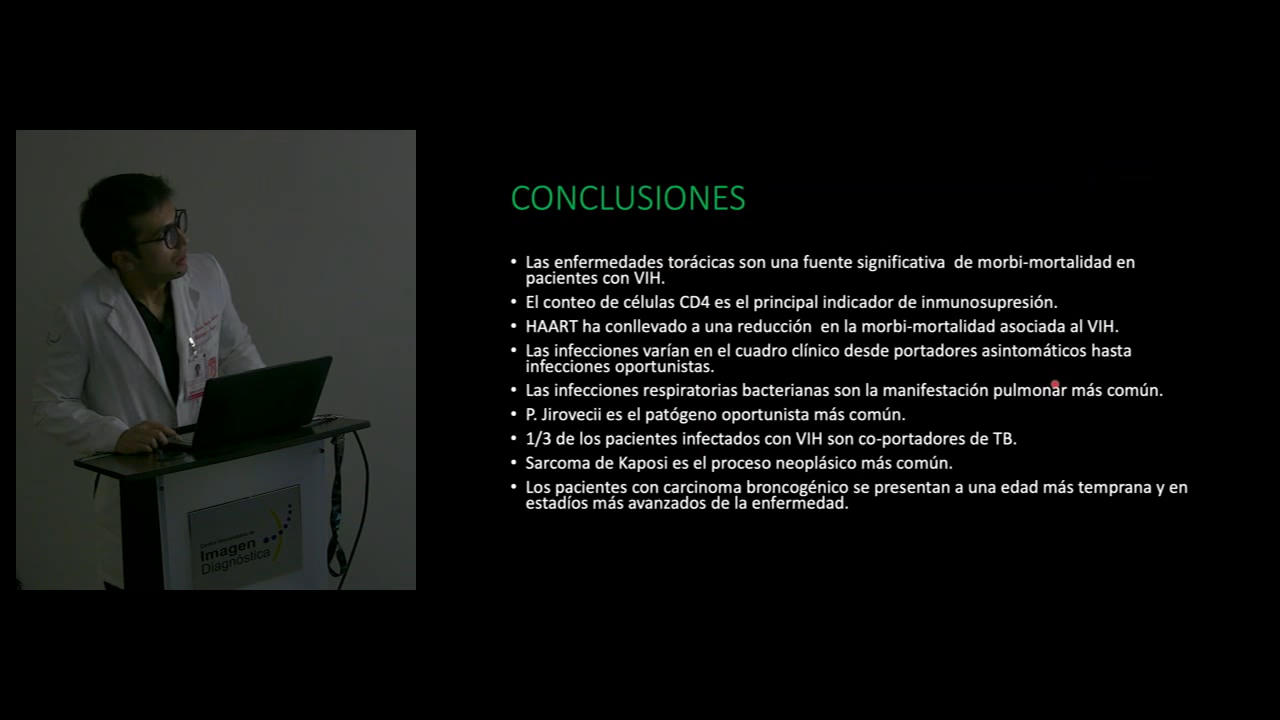 CONCLUSIONES
• Las enfermedades torácicas son una fuente significativa de morbi-mortalidad en
pacientes con VIH.
• El conteo de células CD4 es el principal indicador de inmunosupresión.
• HAART ha conllevado a una reducción en la morbi-mortalidad asociada al VIH.
• Las infecciones varían en el cuadro clínico desde portadores asintomáticos hasta
infecciones oportunistas.
• Las infecciones respiratorias bacterianas son la manifestación pulmonar más común.
• P. Jirovecii es el patógeno oportunista más común.
• 1/3 de los pacientes infectados con VIH son co-portadores de TB.
• Sarcoma de Kaposi es el proceso neoplásico más común.
• Los pacientes con carcinoma broncogénico se presentan a una edad más temprana y en
estadíos más avanzados de la enfermedad.
Imagen
Diagnóstica